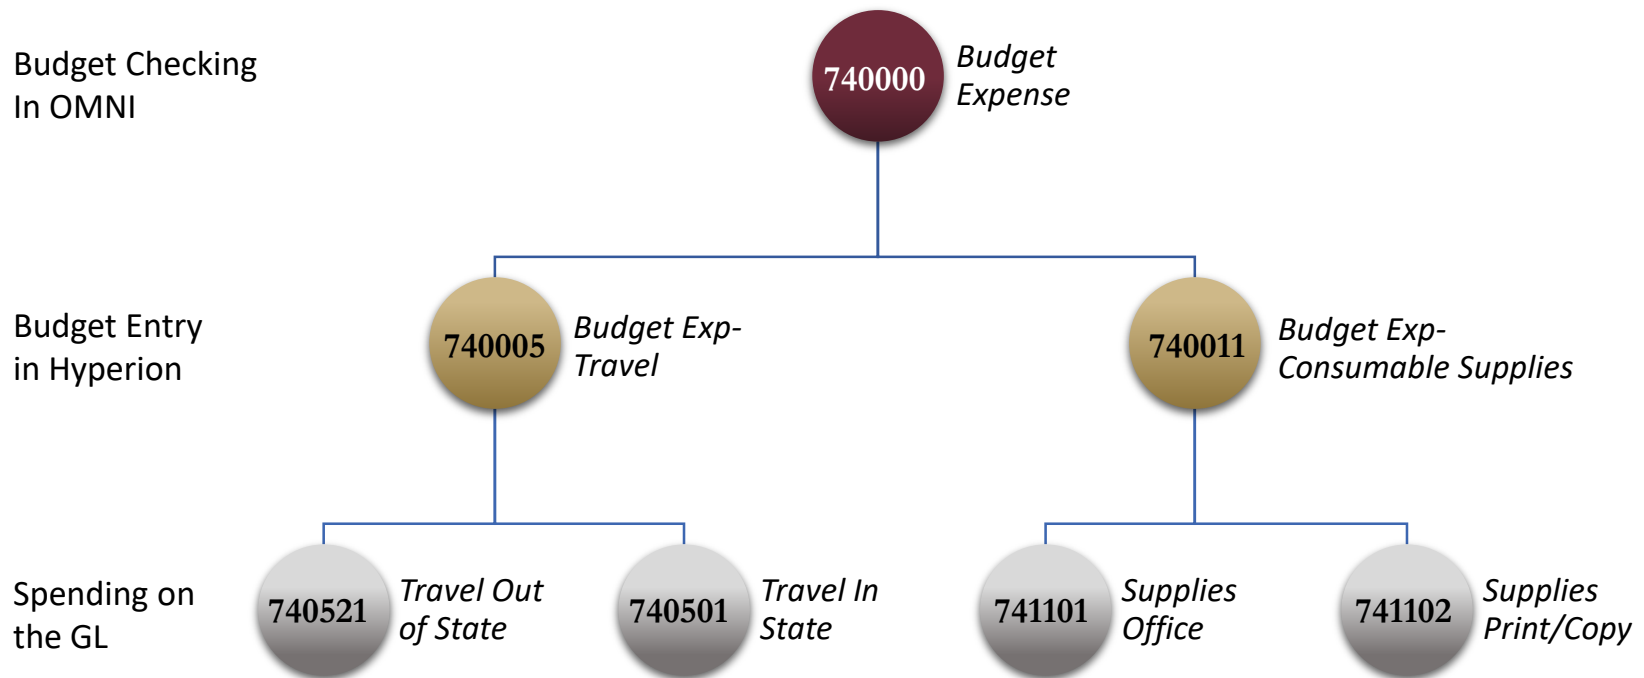 Budget Checking
In OMNI
740000
Budget
Expense
Budget Entry
in Hyperion
740005
Budget Exp-
Travel
740011
Budget Exp-
Consumable Supplies
Spending on
the GL
740521
Travel Out
of State
740501
Travel In
State
741101
Supplies
Office
741102
Supplies
Print/Copy